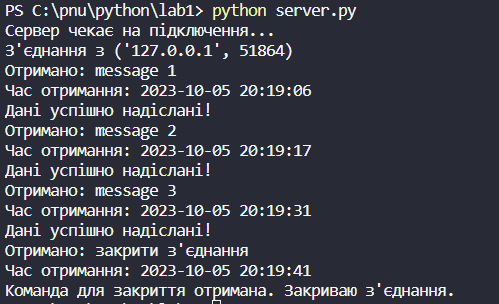 PS C:\pnu\python\lab1> python server.py
Сервер чекає на підключення...
З'єднання з ('127.0.0.1', 51864)
Отримано: message 1
Час отримання: 2023-10-05 20:19:06
Дані успішно надіслані!
Отримано: message 2
Час отримання: 2023-10-05 20:19:17
Дані успішно надіслані!
Отримано: message 3
Час отримання: 2023-10-05 20:19:31
Дані успішно надіслані!
Отримано: закрити з'єднання
Час отримання: 2023-10-05 20:19:41
Команда для закриття отримана. Закриваю з'єднання.